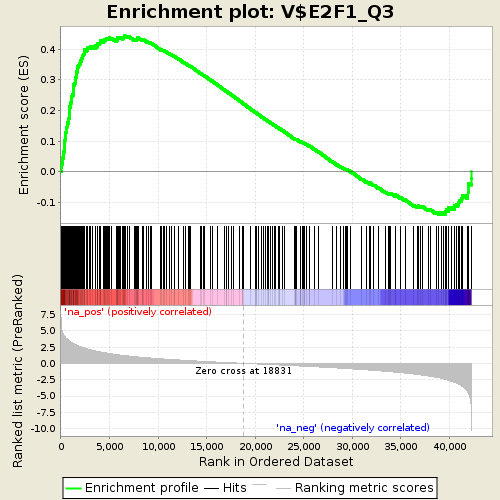 Enrichment plot: V$E2F1_Q3
Enrichment score (ES)
0.4
0.3
0.2
0.1
0.0
-0.1
'na_pos' (positively correlated)
Ranked list metric (PreRanked)
7.5
5.0
2.5
0.0
-2.5
-5.0
-7.5
-10.0
Zero cross at 18831
'na_neg' (negatively correlated)
0 5,000 10,000 15,000 20,000 25,000 30,000 35,000 40,000
Rank in Ordered Dataset
Enrichment profile Hits Ranking metric scores